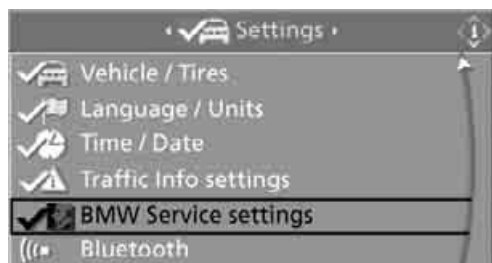 Settings
Vehicle / Tires
Language / Units
Time / Date
Traffic Info settings
BMW Service settings
Bluetooth